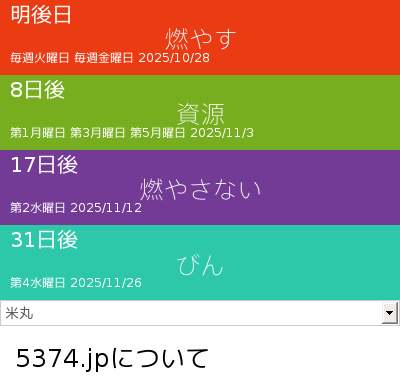 明後日
燃やす
毎週火曜日 毎週金曜日 2025/10/28
8日後
資源
第1月曜日 第3月曜日 第5月曜日 2025/11/3
17日後
燃やさない
第2水曜日 2025/11/12
31日後
びん
第4水曜日 2025/11/26
米丸
5374.jpについて